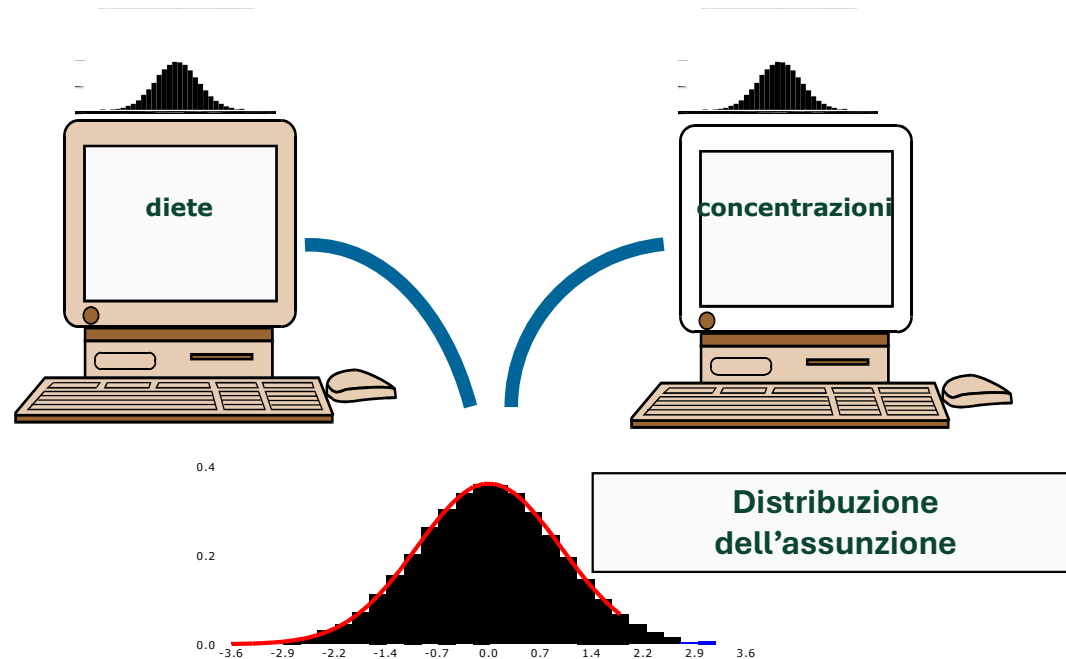 diete
concentrazioni
0.4
Distribuzione
dell’assunzione
0.2
0.0
-3.6 -2.9 -2.2 -1.4 -0.7 0.0 0.7 1.4 2.2 2.9 3.6